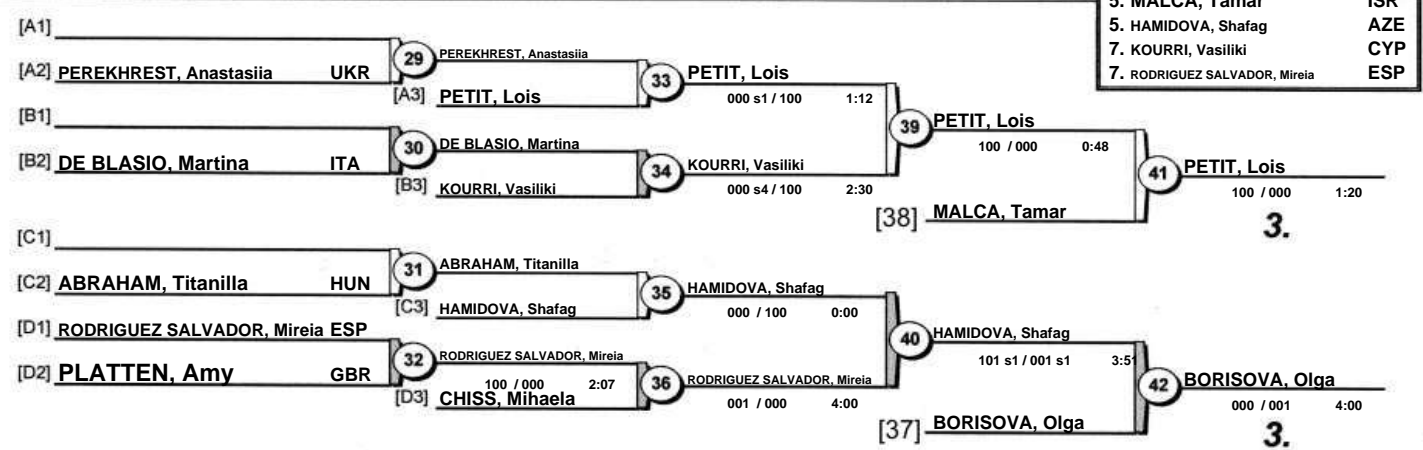 5. MALCA, Tamar ISR
5. HAMIDOVA, Shafag AZE
7. KOURRI, Vasiliki CYP
7. RODRIGUEZ SALVADOR, Mireia ESP
[A1]
[A2] PEREKHREST, Anastasiia UKR
29
PEREKHREST, Anastasiia
[A3] PETIT, Lois
33
PETIT, Lois
000 s1 / 100 1:12
[B1]
[B2] DE BLASIO, Martina ITA
30
DE BLASIO, Martina
[B3] KOURRI, Vasiliki
34
KOURRI, Vasiliki
000 s4 / 100 2:30
39
PETIT, Lois
100 / 000 0:48
[38] MALCA, Tamar
41
PETIT, Lois
100 / 000 1:20
3.
[C1]
[C2] ABRAHAM, Titanilla HUN
31
ABRAHAM, Titanilla
[C3] HAMIDOVA, Shafag
35
HAMIDOVA, Shafag
000 / 100 0:00
[D1] RODRIGUEZ SALVADOR, Mireia ESP
[D2] PLATTEN, Amy GBR
32
RODRIGUEZ SALVADOR, Mireia
100 / 000 2:07
[D3] CHISS, Mihaela
36
RODRIGUEZ SALVADOR, Mireia
001 / 000 4:00
40
HAMIDOVA, Shafag
101 s1 / 001 s1 3:51
[37] BORISOVA, Olga
42
BORISOVA, Olga
000 / 001 4:00
3.